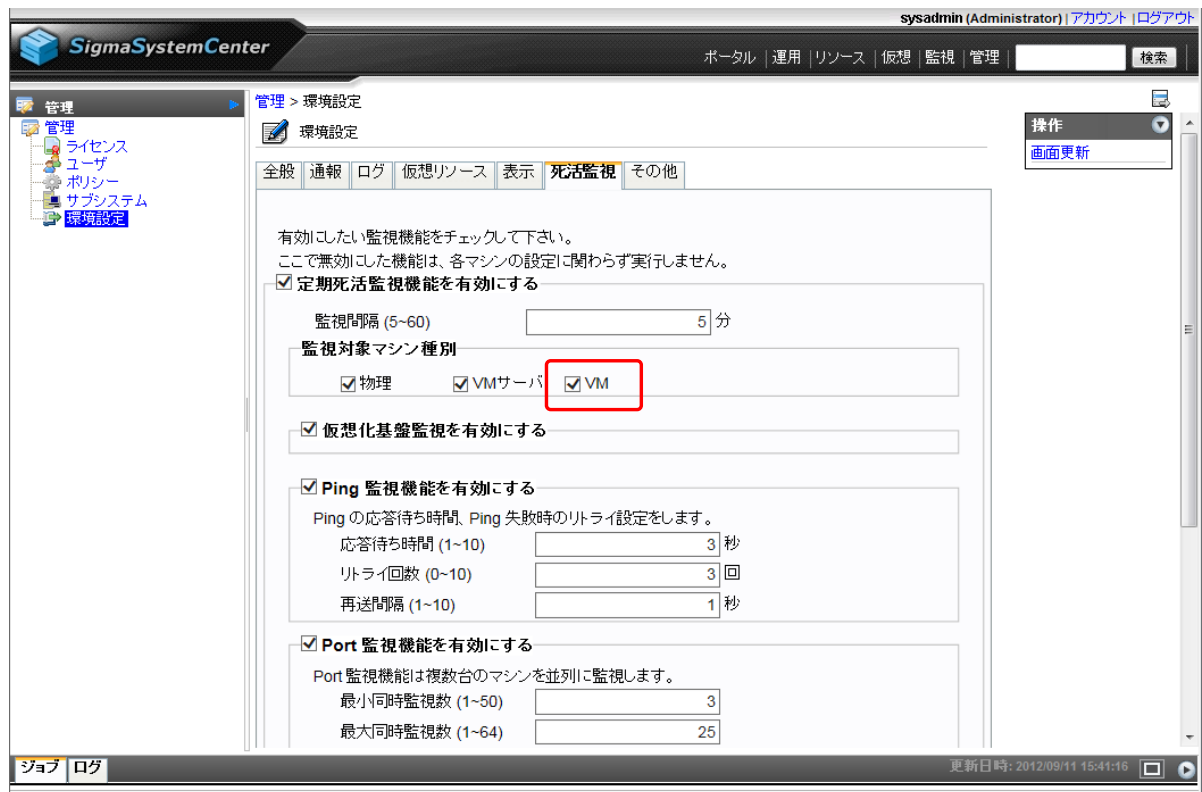 sysadmin (Administrator) | アカウント | ログアウト
SigmaSystemCenter
ポータル | 運用 | リソース | 仮想 | 監視 | 管理 | 検索
管理
管理
ライセンス
ユーザ
ポリシー
サブシステム
環境設定
管理 > 環境設定
環境設定
操作
画面更新
全般 通報 ログ 仮想リソース 表示 死活監視 その他
有効にしたい監視機能をチェックして下さい。
ここで無効にした機能は、各マシンの設定に関わらず実行しません。
定期死活監視機能を有効にする
監視間隔 (5~60) 5 分
監視対象マシン種別
物理 VMサーバ VM
仮想化基盤監視を有効にする
Ping 監視機能を有効にする
Ping の応答待ち時間、Ping 失敗時のリトライ設定をします。
応答待ち時間 (1~10) 3 秒
リトライ回数 (0~10) 3 回
再送間隔 (1~10) 1 秒
Port 監視機能を有効にする
Port 監視機能は複数台のマシンを並列に監視します。
最小同時監視数 (1~50) 3
最大同時監視数 (1~64) 25
ジョブ ログ
更新日時: 2012/09/11 15:41:16